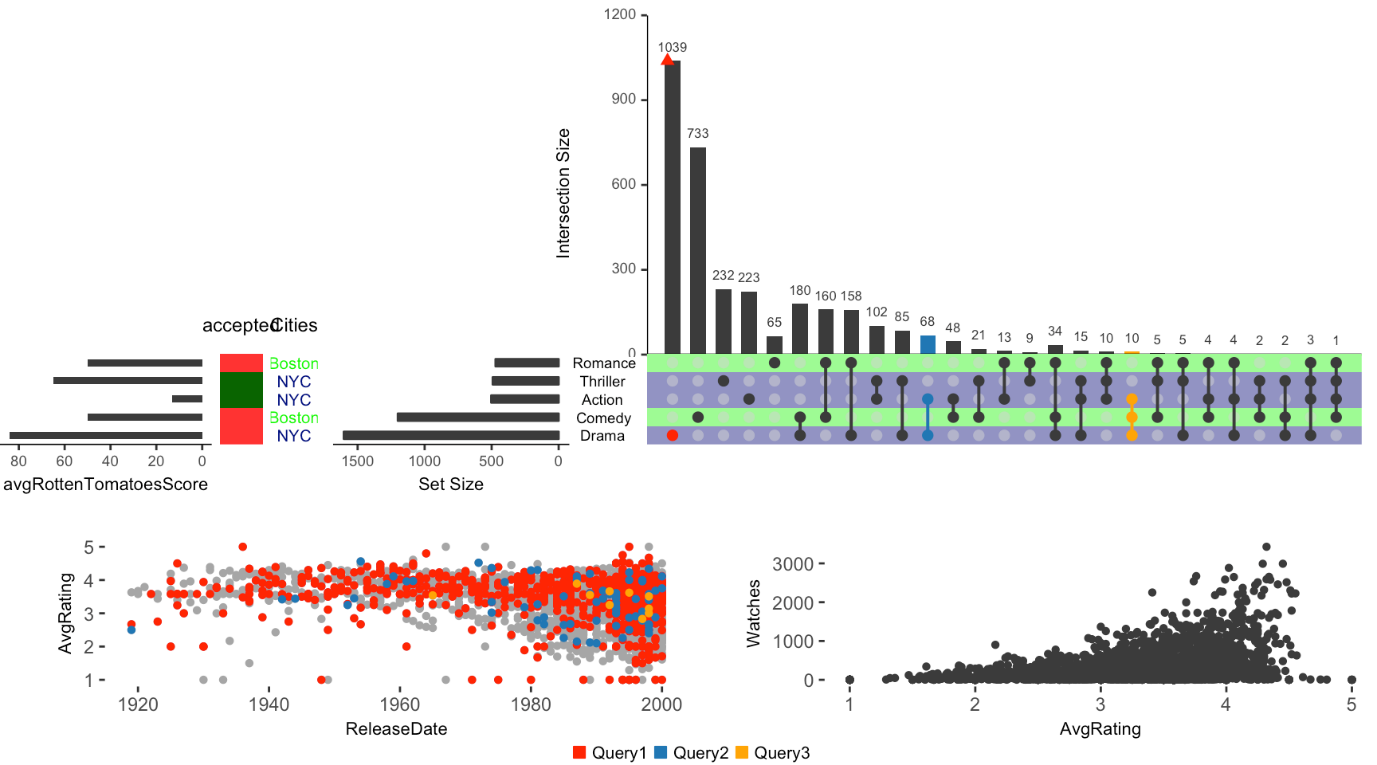 1200
1039
900
Intersection Size
733
600
300
232 223 65 180 160 158 102 85 68 48 21 13 9 34 15 10 10 5 5 4 4 2 2 3 1
0
accepted Cities
Boston Romance
NYC Thriller
NYC Action
Boston Comedy
NYC Drama
80 60 40 20 0 1500 1000 500 0
avgRottenTomatoesScore Set Size
5
4
3
2
1
AvgRating
1920 1940 1960 1980 2000
ReleaseDate
3000
2000
1000
0
Watches
1 2 3 4 5
AvgRating
Query1 Query2 Query3